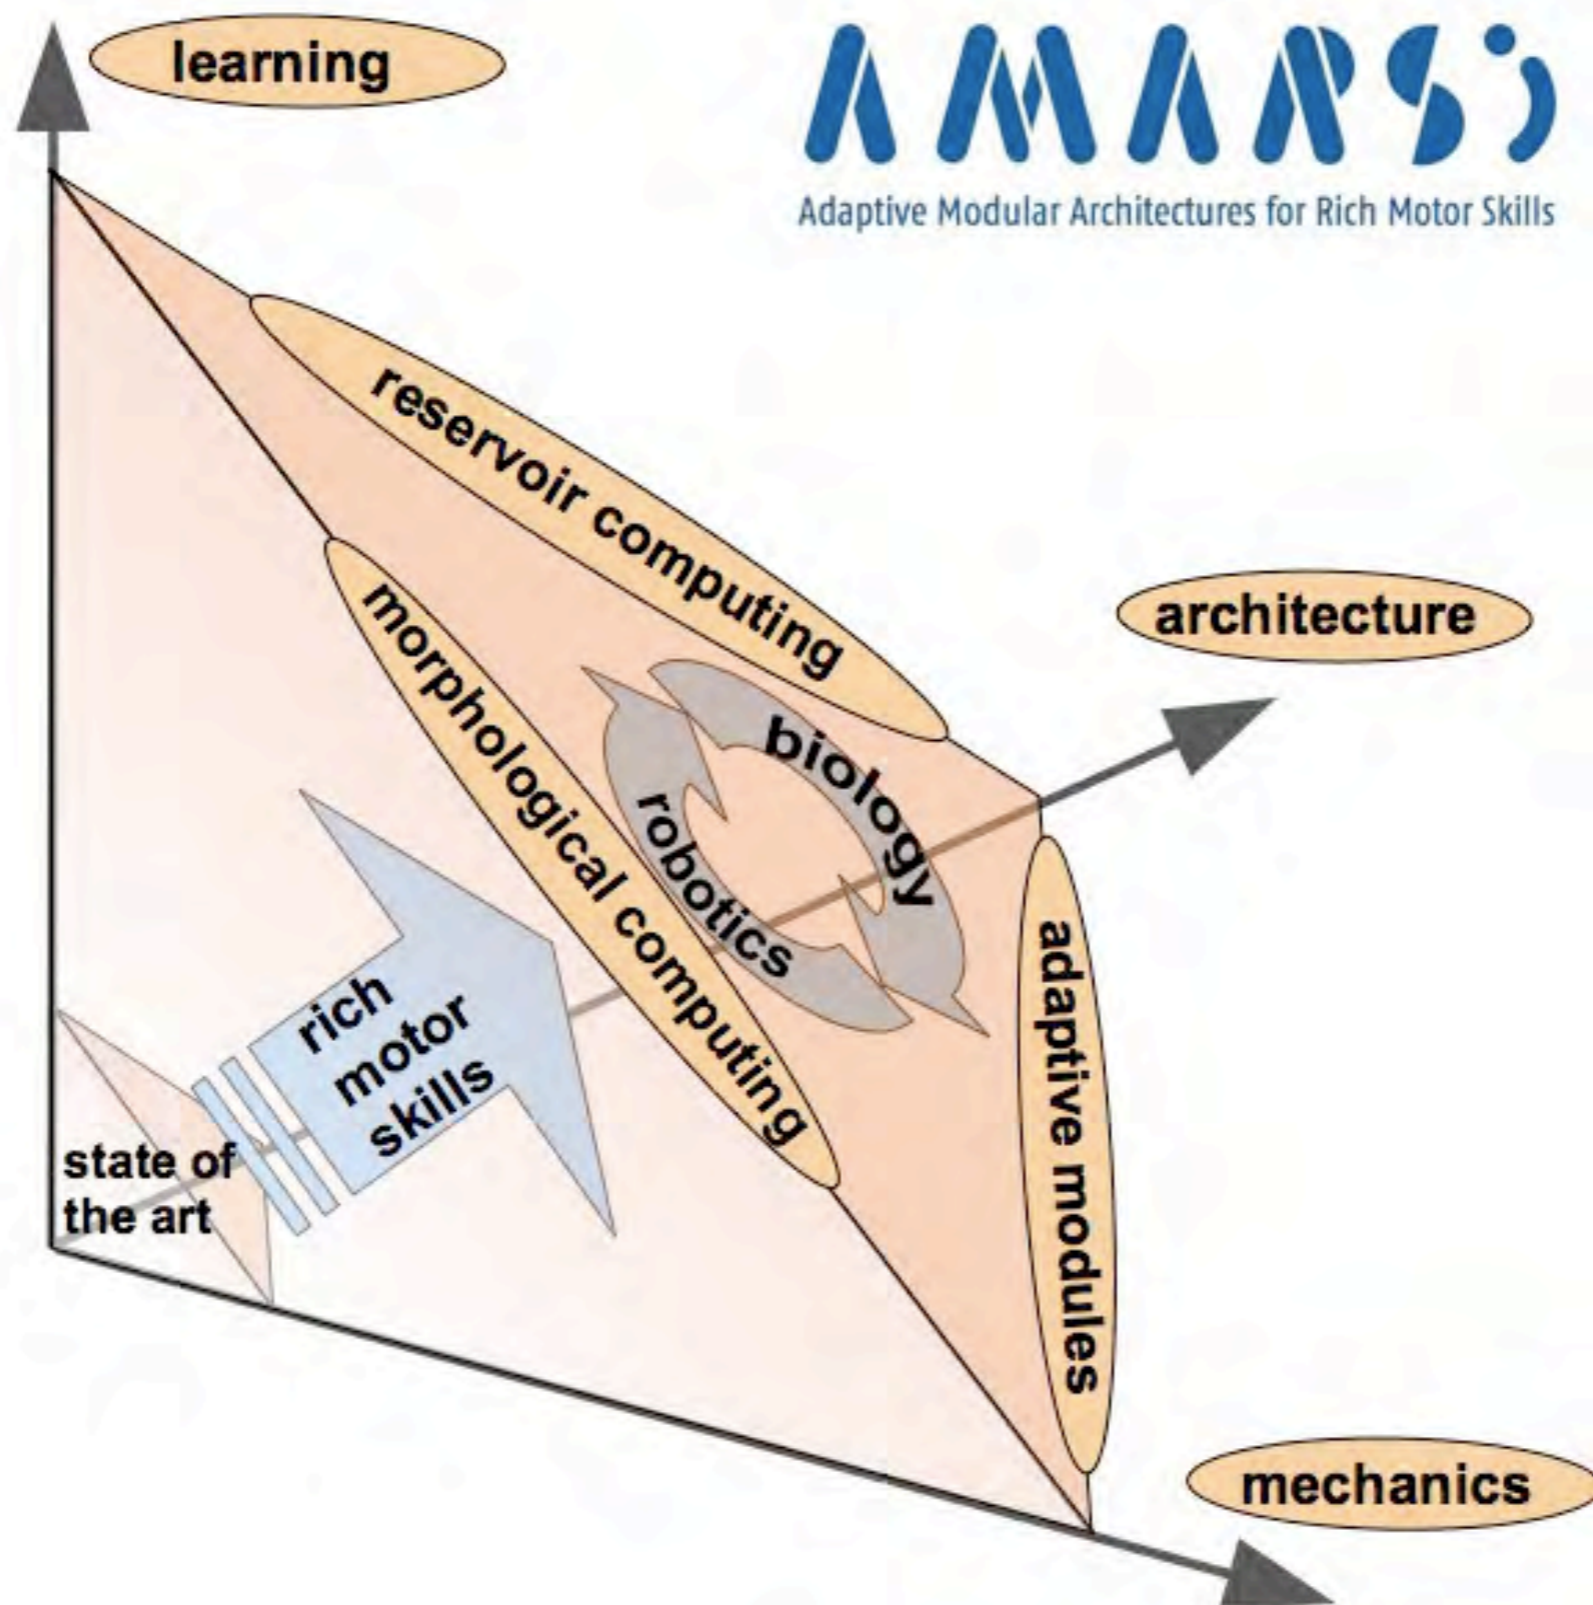 learning
AMARSi
Adaptive Modular Architectures for Rich Motor Skills
reservoir computing
architecture
morphological computing
biology
robotics
adaptive modules
rich
motor
skills
state of
the art
mechanics